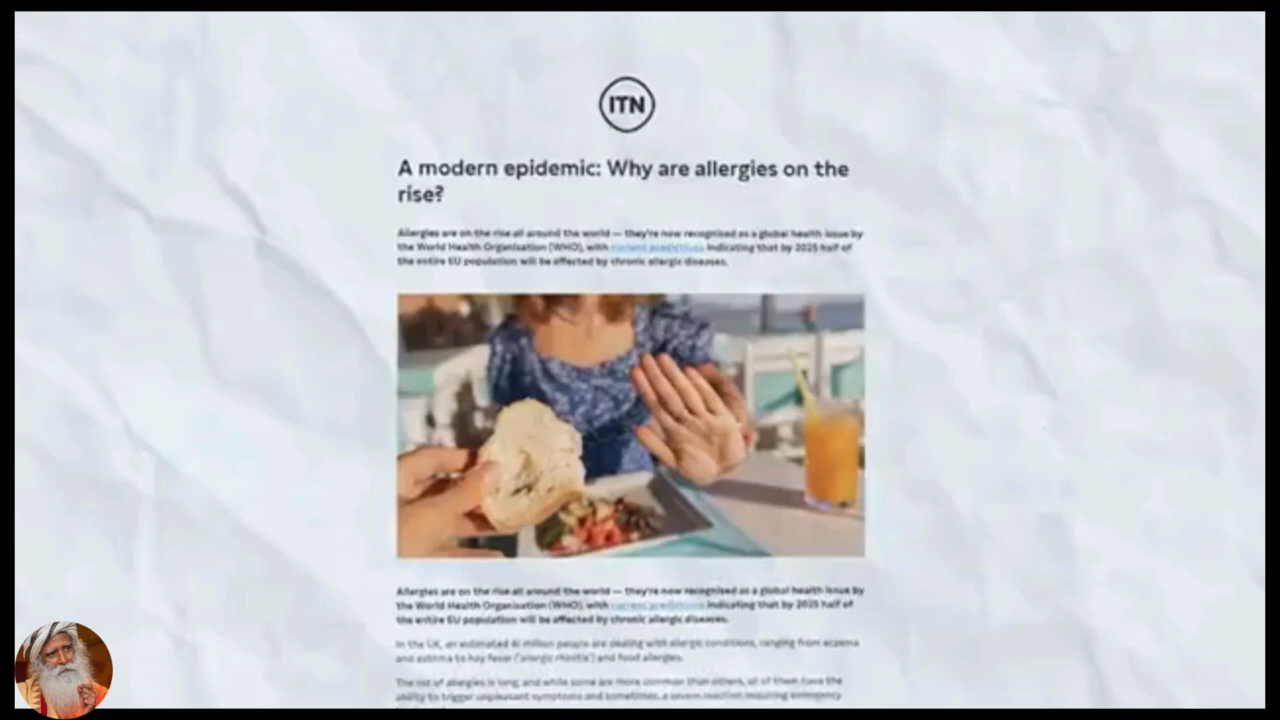 ITN
A modern epidemic: Why are allergies on the
rise?
Allergies are on the rise all around the world — they're now recognised as a global health issue by
the World Health Organisation (WHO), with current predictions indicating that by 2025 half of
the entire EU population will be affected by chronic allergic diseases.
Allergies are on the rise all around the world — they're now recognised as a global health issue by
the World Health Organisation (WHO), with current predictions indicating that by 2025 half of
the entire EU population will be affected by chronic allergic diseases.
In the UK, an estimated million people are dealing with allergic conditions, ranging from eczema
and asthma to hay fever ('allergic rhinitis') and food allergies.
The list of allergies is long, and while some are more common than others, all of them have the
ability to trigger unpleasant symptoms and sometimes, a severe reaction requiring emergency